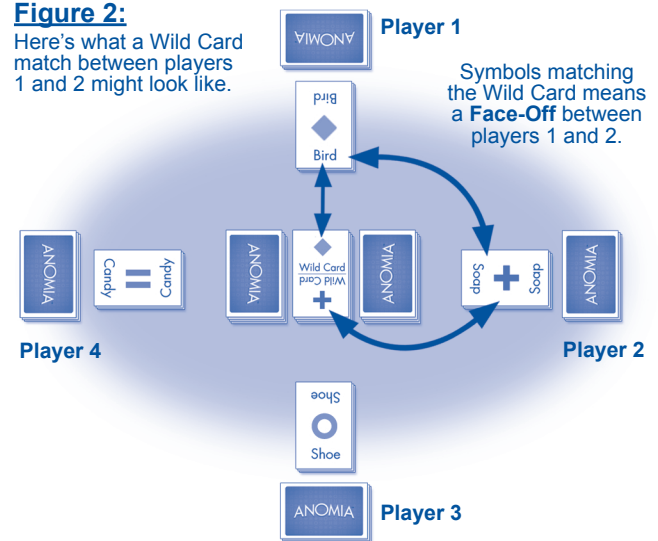 Figure 2:
Here's what a Wild Card
match between players
1 and 2 might look like.
ANOMIA
Player 1
Symbols matching
the Wild Card means
a Face-Off between
players 1 and 2.
Bird
Bird
ANOMIA
Candy
Candy
ANOMIA
Wild Card
Wild Card
ANOMIA
Soap
Soap
ANOMIA
Player 4
Player 2
Shoe
Shoe
ANOMIA
Player 3